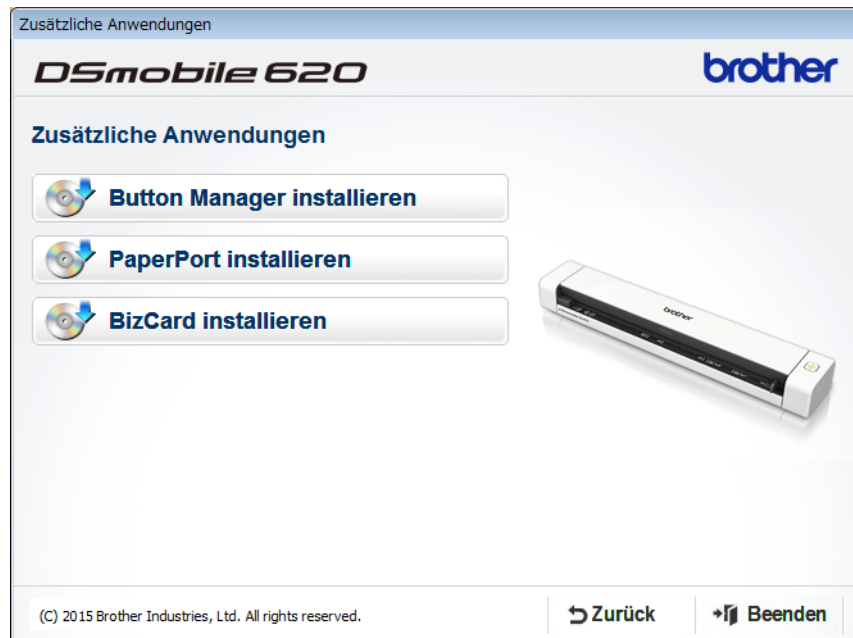 Zusätzliche Anwendungen
DSmobile 620
brother
Zusätzliche Anwendungen
Button Manager installieren
PaperPort installieren
BizCard installieren
brother
(C) 2015 Brother Industries, Ltd. All rights reserved.
Zurück
Beenden